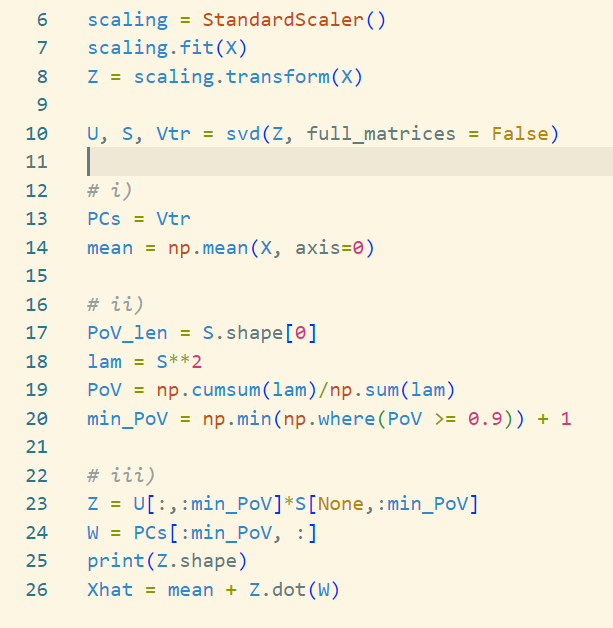 6 scaling = StandardScaler()
7 scaling.fit(X)
8 Z = scaling.transform(X)
9
10 U, S, Vtr = svd(Z, full_matrices = False)
11
12 # i)
13 PCs = Vtr
14 mean = np.mean(X, axis=0)
15
16 # ii)
17 PoV_len = S.shape[0]
18 lam = S**2
19 PoV = np.cumsum(lam)/np.sum(lam)
20 min_PoV = np.min(np.where(PoV >= 0.9)) + 1
21
22 # iii)
23 Z = U[:,:min_PoV]*S[None,:min_PoV]
24 W = PCs[:min_PoV, :]
25 print(Z.shape)
26 Xhat = mean + Z.dot(W)